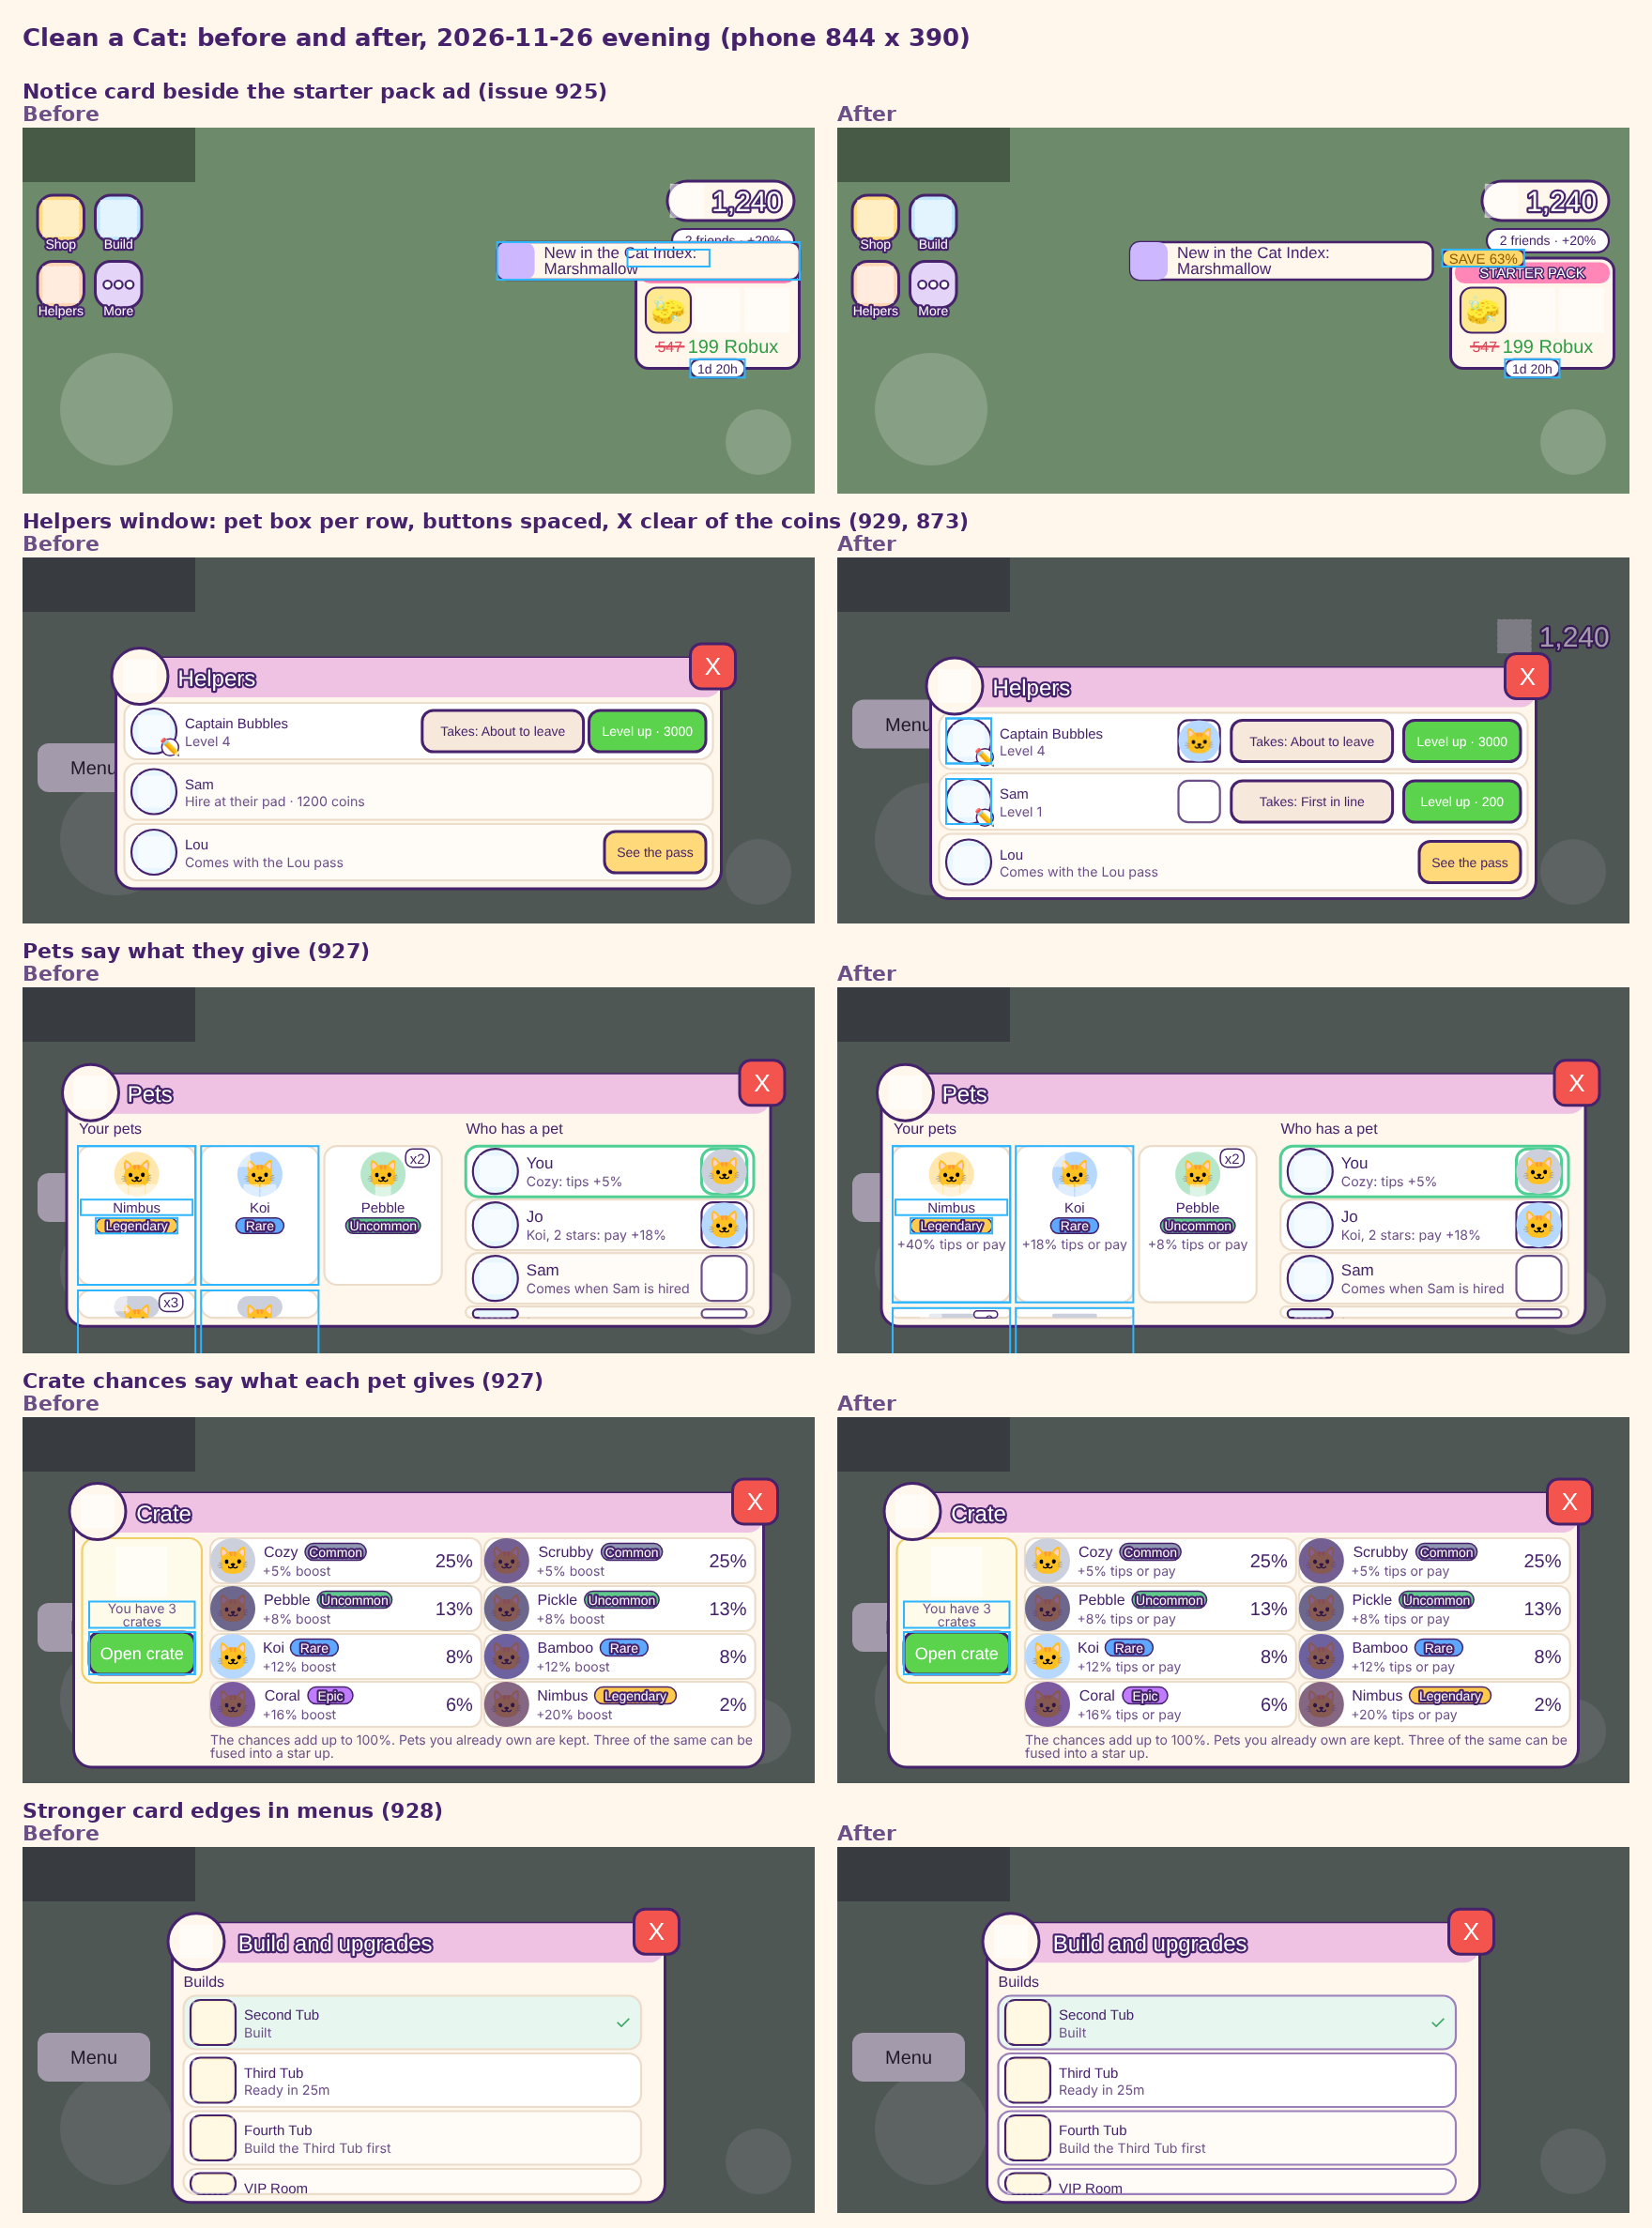 Clean a Cat: before and after, 2026-11-26 evening (phone 844 x 390)
Notice card beside the starter pack ad (issue 925)
Before
1,240
2 friends · +20%
New in the Cat Index:
Marshmallow
Shop
Build
Helpers
More
547 199 Robux
1d 20h
After
1,240
2 friends · +20%
New in the Cat Index:
Marshmallow
SAVE 63%
STARTER PACK
Shop
Build
Helpers
More
547 199 Robux
1d 20h
Helpers window: pet box per row, buttons spaced, X clear of the coins (929, 873)
Before
X
Helpers
Captain Bubbles
Level 4
Takes: About to leave
Level up · 3000
Menu
Sam
Hire at their pad · 1200 coins
Lou
Comes with the Lou pass
See the pass
After
1,240
X
Helpers
Menu
Captain Bubbles
Level 4
Takes: About to leave
Level up · 3000
Sam
Level 1
Takes: First in line
Level up · 200
Lou
Comes with the Lou pass
See the pass
Pets say what they give (927)
Before
X
Pets
Your pets
Who has a pet
Nimbus
Legendary
Koi
Rare
x2
Pebble
Uncommon
x3
You
Cozy: tips +5%
Jo
Koi, 2 stars: pay +18%
Sam
Comes when Sam is hired
After
X
Pets
Your pets
Who has a pet
Nimbus
Legendary
+40% tips or pay
Koi
Rare
+18% tips or pay
x2
Pebble
Uncommon
+8% tips or pay
You
Cozy: tips +5%
Jo
Koi, 2 stars: pay +18%
Sam
Comes when Sam is hired
Crate chances say what each pet gives (927)
Before
X
Crate
You have 3
crates
Open crate
Cozy Common
+5% boost
25%
Scrubby Common
+5% boost
25%
Pebble Uncommon
+8% boost
13%
Pickle Uncommon
+8% boost
13%
Koi Rare
+12% boost
8%
Bamboo Rare
+12% boost
8%
Coral Epic
+16% boost
6%
Nimbus Legendary
+20% boost
2%
The chances add up to 100%. Pets you already own are kept. Three of the same can be
fused into a star up.
After
X
Crate
You have 3
crates
Open crate
Cozy Common
+5% tips or pay
25%
Scrubby Common
+5% tips or pay
25%
Pebble Uncommon
+8% tips or pay
13%
Pickle Uncommon
+8% tips or pay
13%
Koi Rare
+12% tips or pay
8%
Bamboo Rare
+12% tips or pay
8%
Coral Epic
+16% tips or pay
6%
Nimbus Legendary
+20% tips or pay
2%
The chances add up to 100%. Pets you already own are kept. Three of the same can be
fused into a star up.
Stronger card edges in menus (928)
Before
X
Build and upgrades
Builds
Second Tub
Built
Third Tub
Ready in 25m
Menu
Fourth Tub
Build the Third Tub first
VIP Room
After
X
Build and upgrades
Builds
Second Tub
Built
Third Tub
Ready in 25m
Menu
Fourth Tub
Build the Third Tub first
VIP Room